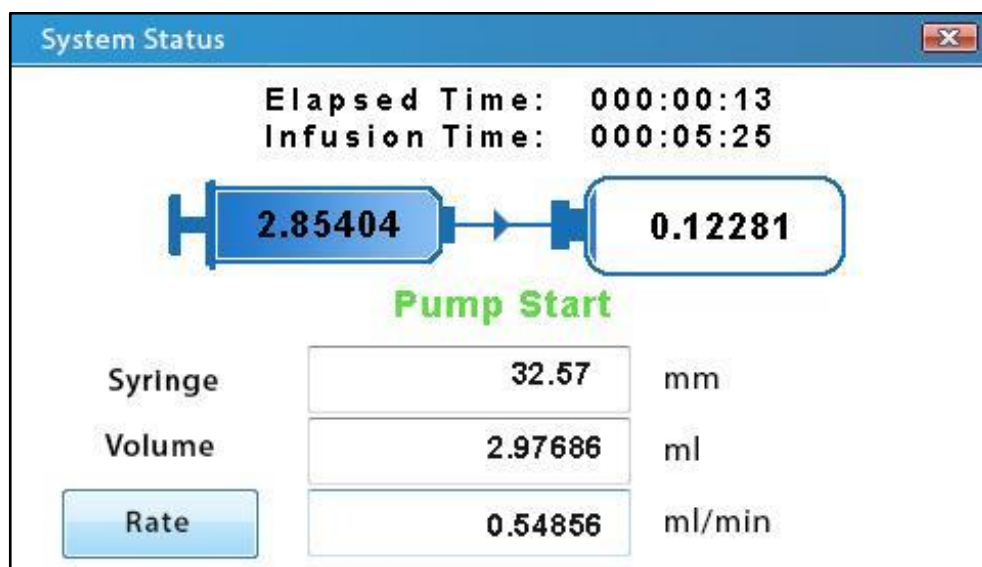 System Status
Elapsed Time: 000:00:13
Infusion Time: 000:05:25
2.85404 0.12281
Pump Start
Syringe 32.57 mm
Volume 2.97686 ml
Rate 0.54856 ml/min